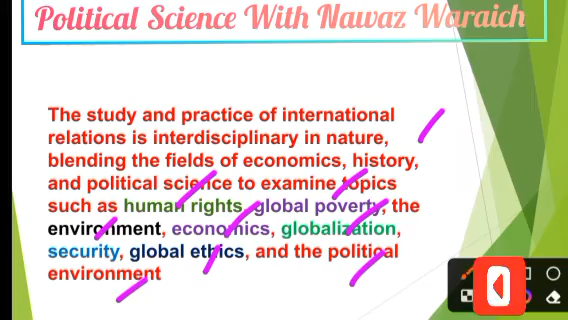 Political Science With Nawaz Waraich
The study and practice of international
relations is interdisciplinary in nature,
blending the fields of economics, history,
and political science to examine topics
such as human rights, global poverty, the
environment, economics, globalization,
security, global ethics, and the political
environment